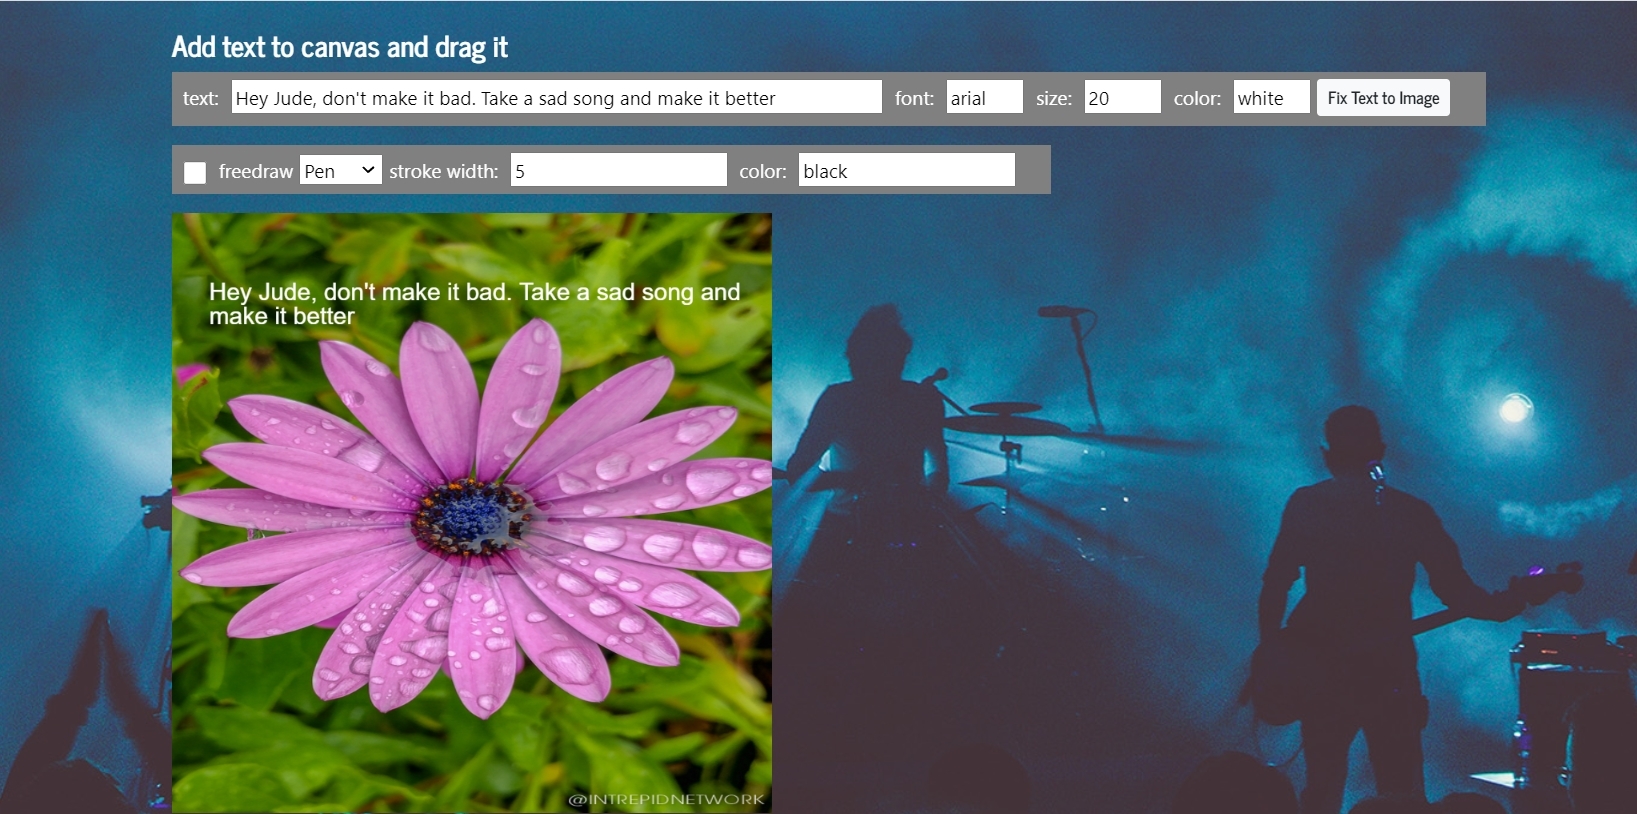 Add text to canvas and drag it
text: Hey Jude, don't make it bad. Take a sad song and make it better font: arial size: 20 color: white Fix Text to Image
freedraw Pen stroke width: 5 color: black
Hey Jude, don't make it bad. Take a sad song and
make it better
@INTREPIDNETWORK